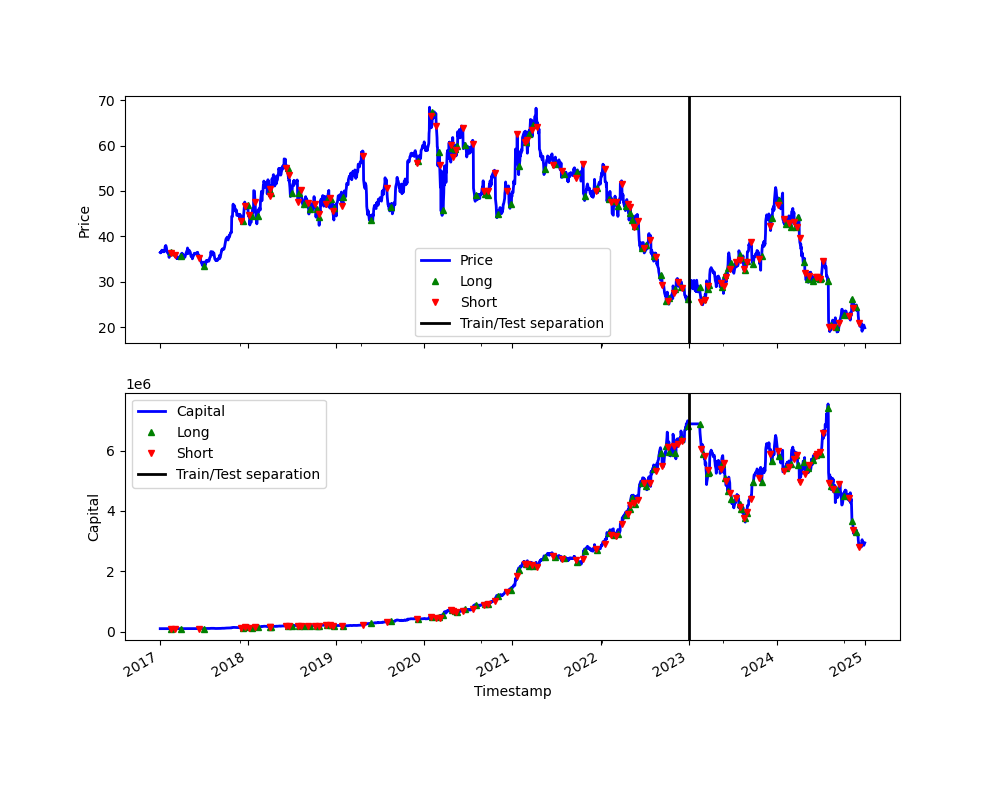 70
60
50
40
30
20
Price
Price
Long
Short
Train/Test separation
1e6
6
4
2
0
Capital
Capital
Long
Short
Train/Test separation
2017
2018
2019
2020
2021
2022
2023
2024
2025
Timestamp